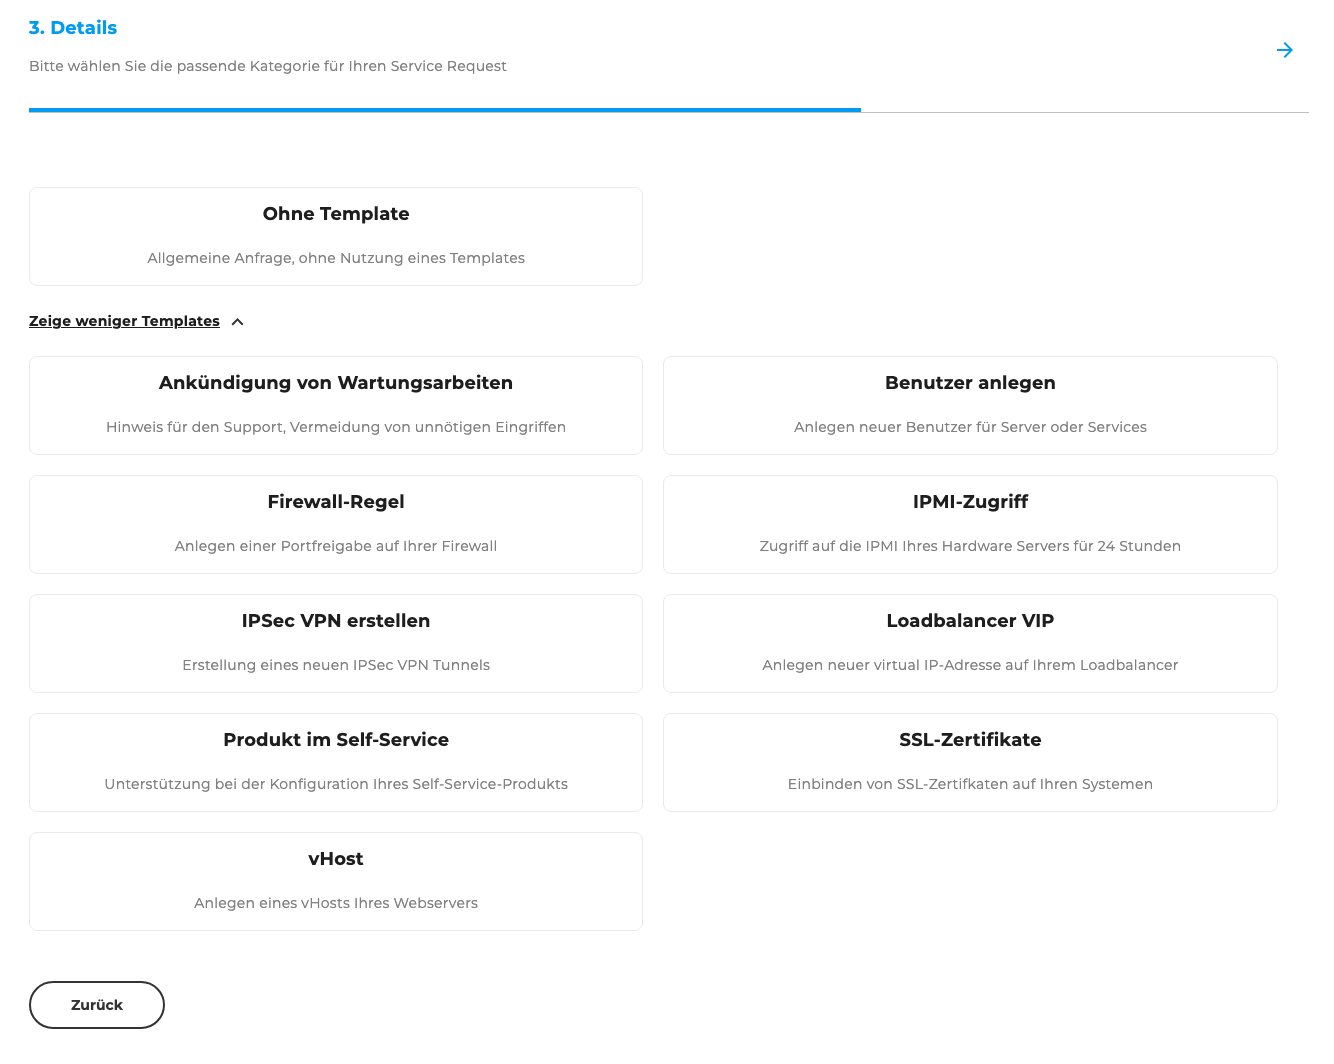 3. Details
Bitte wählen Sie die passende Kategorie für Ihren Service Request
Ohne Template
Allgemeine Anfrage, ohne Nutzung eines Templates
Zeige weniger Templates
Ankündigung von Wartungsarbeiten
Hinweis für den Support, Vermeidung von unnötigen Eingriffen
Benutzer anlegen
Anlegen neuer Benutzer für Server oder Services
Firewall-Regel
Anlegen einer Portfreigabe auf Ihrer Firewall
IPMI-Zugriff
Zugriff auf die IPMI Ihres Hardware Servers für 24 Stunden
IPSec VPN erstellen
Erstellung eines neuen IPSec VPN Tunnels
Loadbalancer VIP
Anlegen neuer virtual IP-Adresse auf Ihrem Loadbalancer
Produkt im Self-Service
Unterstützung bei der Konfiguration Ihres Self-Service-Produkts
SSL-Zertifikate
Einbinden von SSL-Zertifkaten auf Ihren Systemen
vHost
Anlegen eines vHosts Ihres Webservers
Zurück